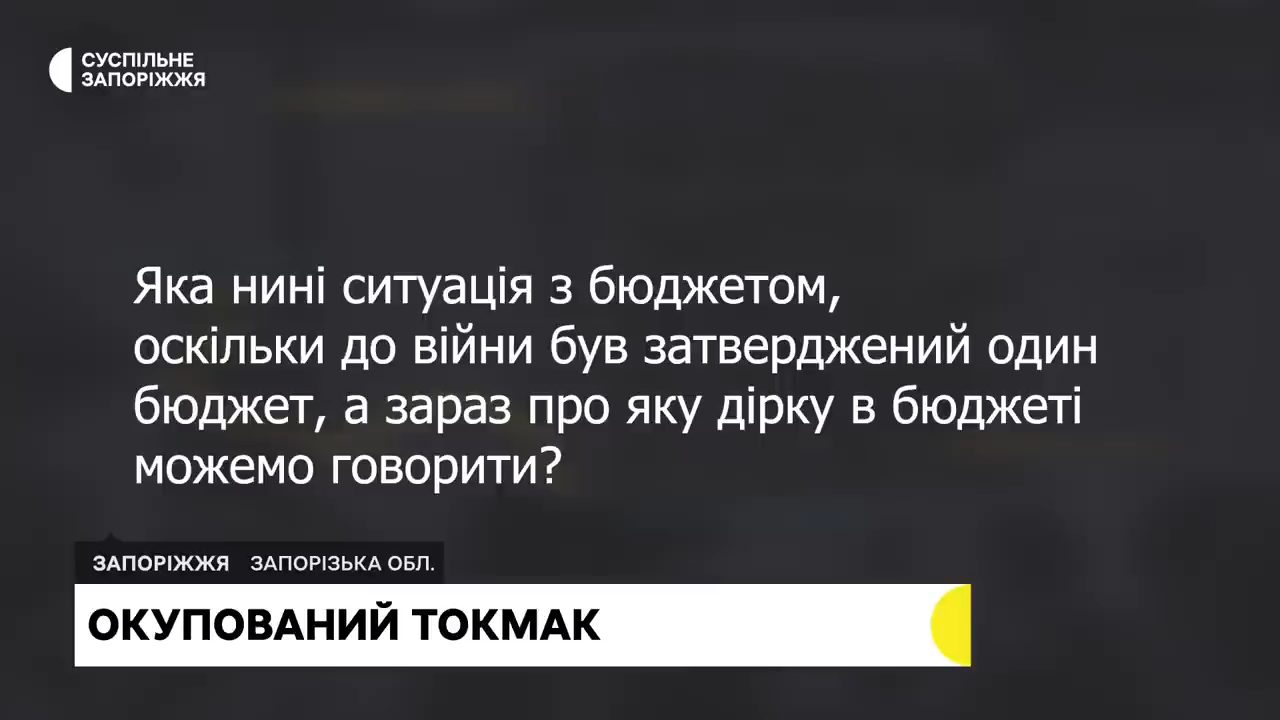 СУСПІЛЬНЕ
ЗАПОРІЖЖЯ
Яка нині ситуація з бюджетом,
оскільки до війни був затверджений один
бюджет, а зараз про яку дірку в бюджеті
можемо говорити?
ЗАПОРІЖЖЯ ЗАПОРІЗЬКА ОБЛ.
ОКУПОВАНИЙ ТОКМАК